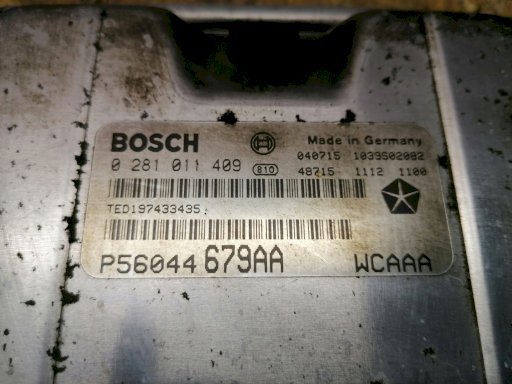 BOSCH Made in Germany
0 281 011 409 810 040715 1039S02082
48715 1112 1100
TED197433435
P56044679AA WCAAA